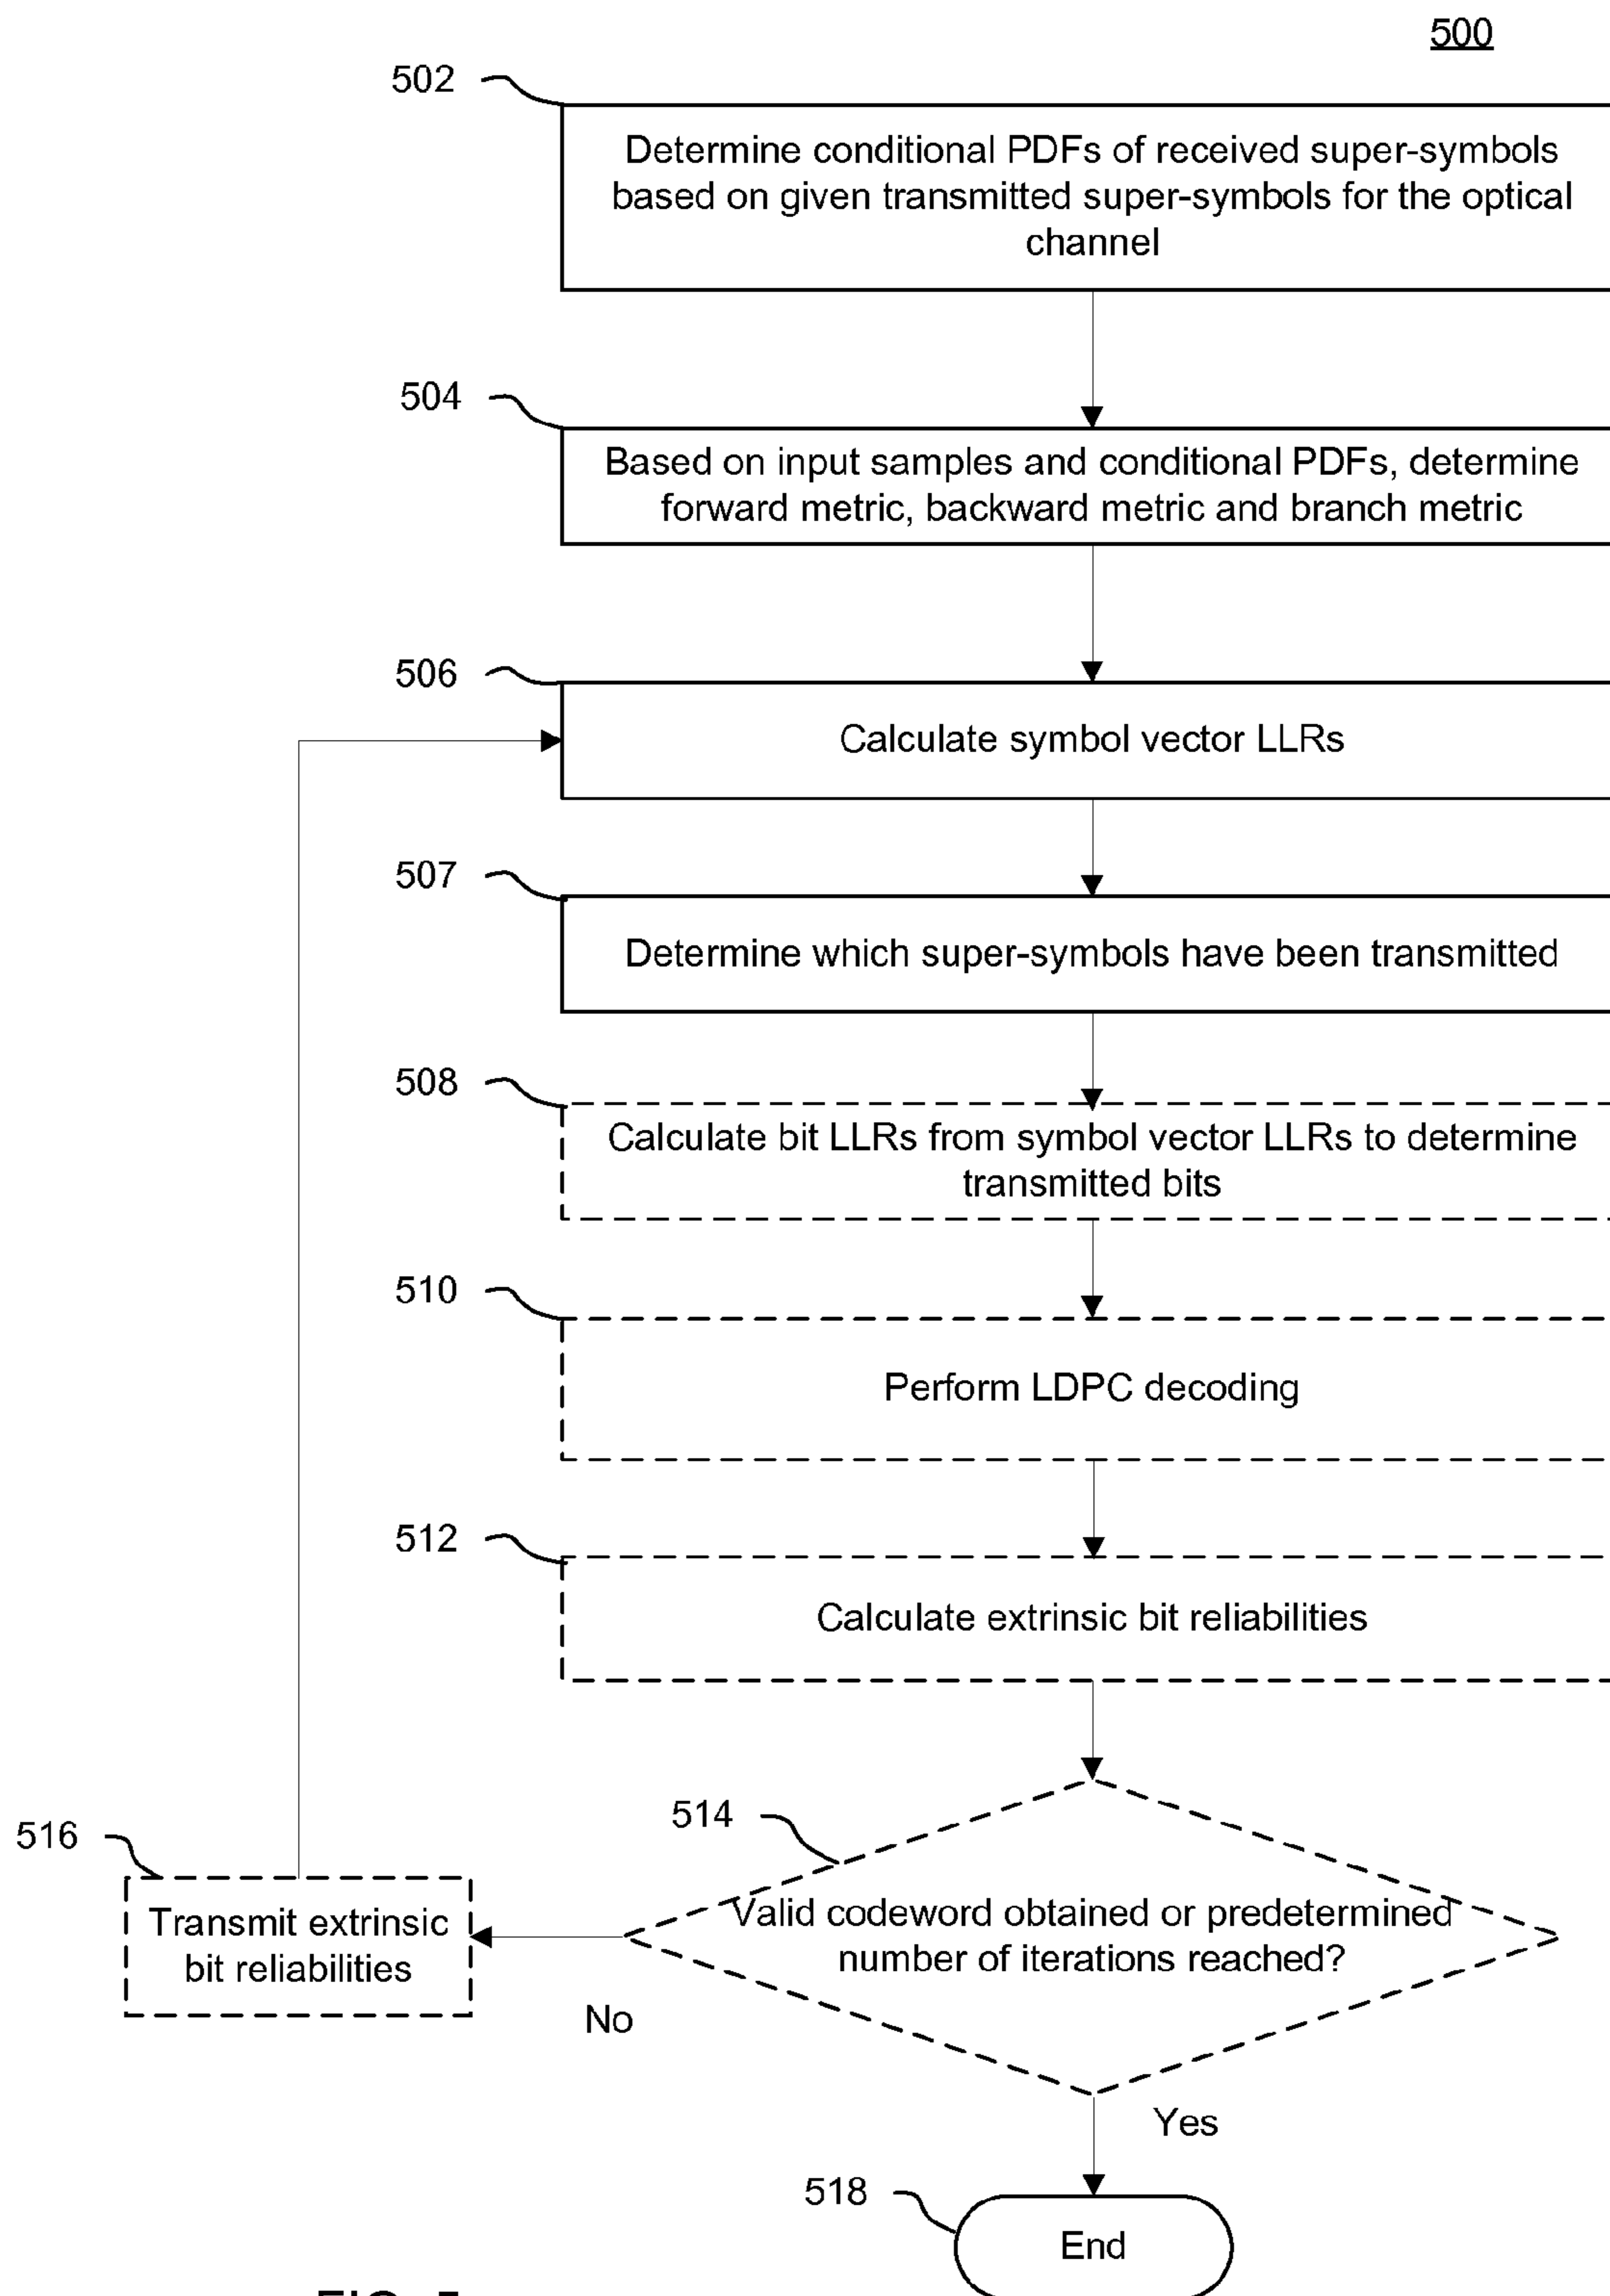 500
502
Determine conditional PDFs of received super-symbols
based on given transmitted super-symbols for the optical
channel
504
Based on input samples and conditional PDFs, determine
forward metric, backward metric and branch metric
506
Calculate symbol vector LLRs
507
Determine which super-symbols have been transmitted
508
Calculate bit LLRs from symbol vector LLRs to determine
transmitted bits
510
Perform LDPC decoding
512
Calculate extrinsic bit reliabilities
514
Valid codeword obtained or predetermined
number of iterations reached?
516
Transmit extrinsic
bit reliabilities
No
Yes
518
End